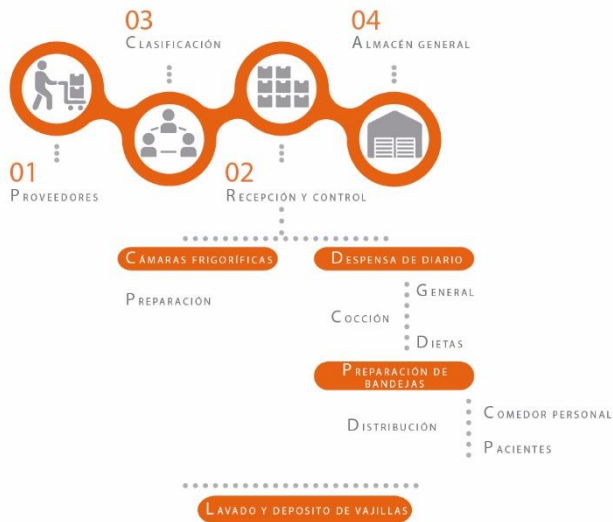 03
CLASIFICACIÓN
04
ALMACÉN GENERAL
01
PROVEEDORES
02
RECEPCIÓN Y CONTROL
CÁMARAS FRIGORÍFICAS
DESPENSA DE DIARIO
PREPARACIÓN
GENERAL
COCCIÓN
DIETAS
PREPARACIÓN DE
BANDEJAS
DISTRIBUCIÓN
COMEDOR PERSONAL
PACIENTES
LAVADO Y DEPOSITO DE VAJILLAS